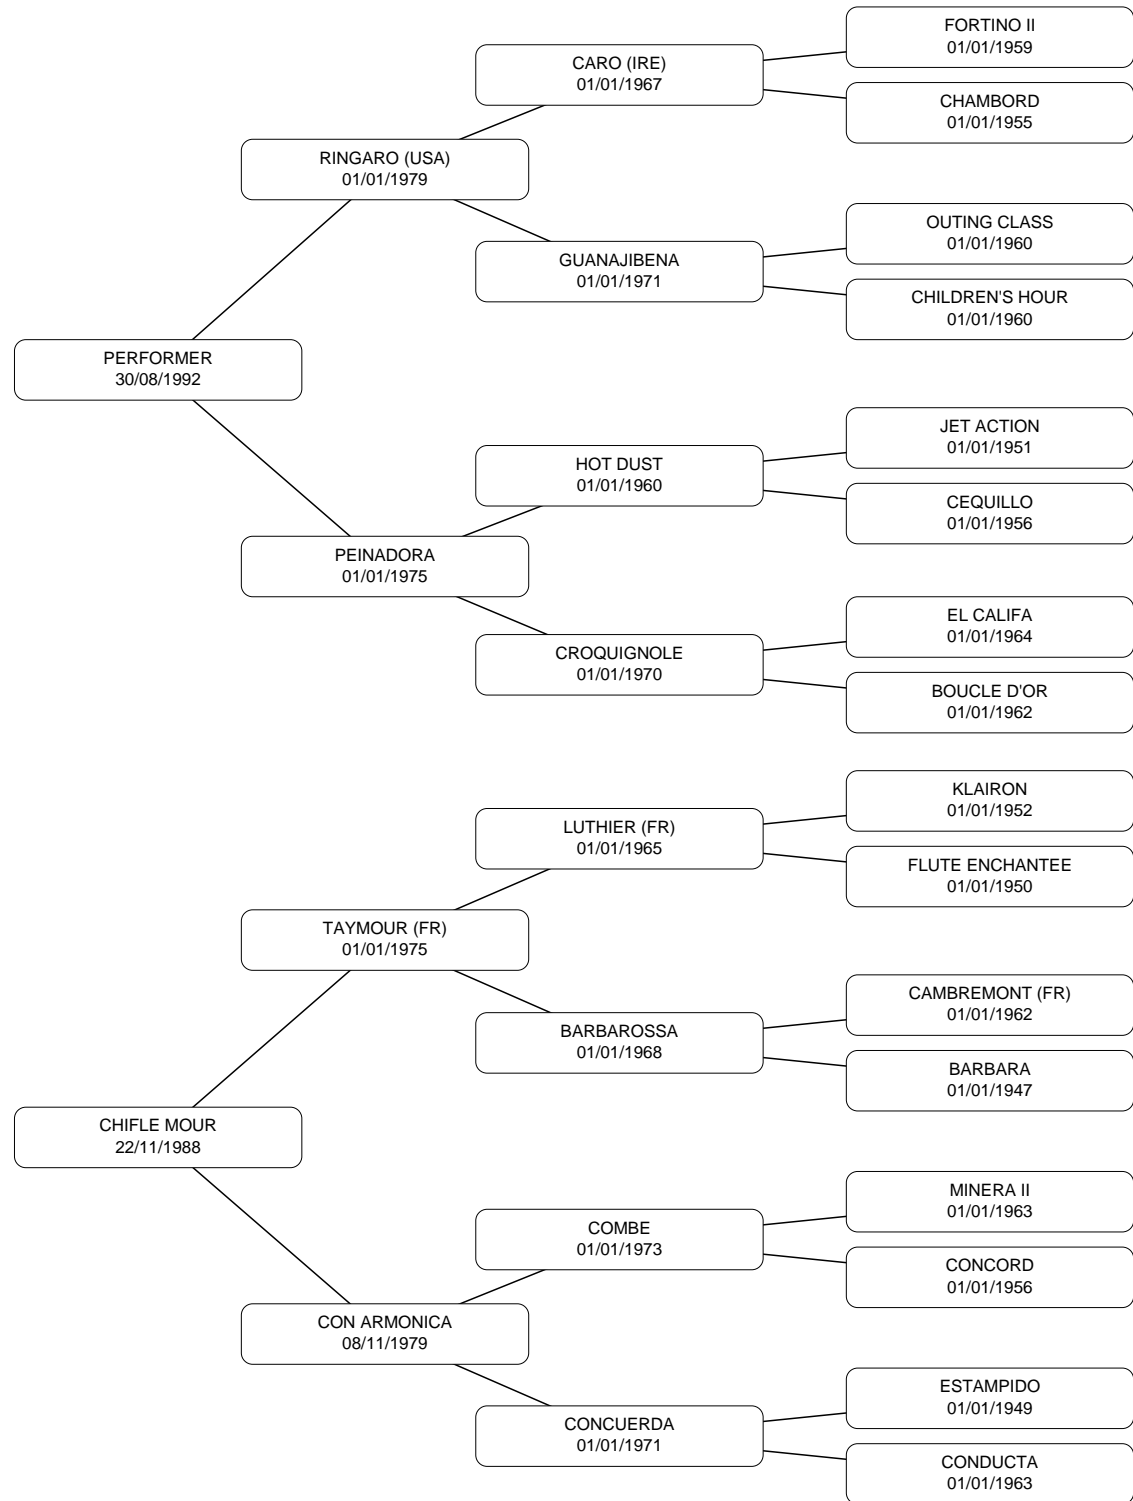 FORTINO II
01/01/1959
CARO (IRE)
01/01/1967
CHAMBORD
01/01/1955
RINGARO (USA)
01/01/1979
OUTING CLASS
01/01/1960
GUANAJIBENA
01/01/1971
CHILDREN'S HOUR
01/01/1960
PERFORMER
30/08/1992
JET ACTION
01/01/1951
HOT DUST
01/01/1960
CEQUILLO
01/01/1956
PEINADORA
01/01/1975
EL CALIFA
01/01/1964
CROQUIGNOLE
01/01/1970
BOUCLE D'OR
01/01/1962
KLAIRON
01/01/1952
LUTHIER (FR)
01/01/1965
FLUTE ENCHANTEE
01/01/1950
TAYMOUR (FR)
01/01/1975
CAMBREMONT (FR)
01/01/1962
BARBAROSSA
01/01/1968
BARBARA
01/01/1947
CHIFLE MOUR
22/11/1988
MINERA II
01/01/1963
COMBE
01/01/1973
CONCORD
01/01/1956
CON ARMONICA
08/11/1979
ESTAMPIDO
01/01/1949
CONCUERDA
01/01/1971
CONDUCTA
01/01/1963